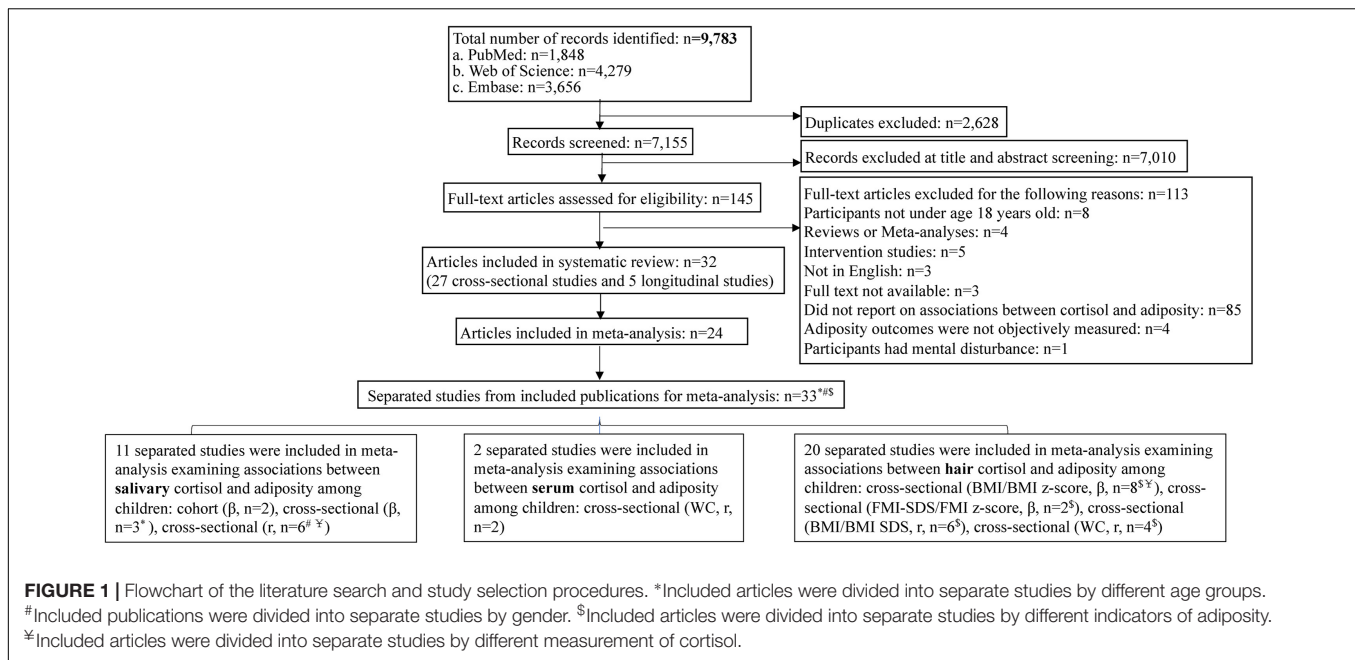 Total number of records identified: n=9,783
a. PubMed: n=1,848
b. Web of Science: n=4,279
c. Embase: n=3,656
Duplicates excluded: n=2,628
Records screened: n=7,155
Records excluded at title and abstract screening: n=7,010
Full-text articles assessed for eligibility: n=145
Full-text articles excluded for the following reasons: n=113
Participants not under age 18 years old: n=8
Reviews or Meta-analyses: n=4
Intervention studies: n=5
Not in English: n=3
Full text not available: n=3
Did not report on associations between cortisol and adiposity: n=85
Adiposity outcomes were not objectively measured: n=4
Participants had mental disturbance: n=1
Articles included in systematic review: n=32
(27 cross-sectional studies and 5 longitudinal studies)
Articles included in meta-analysis: n=24
Separated studies from included publications for meta-analysis: n=33*#$
11 separated studies were included in meta-
analysis examining associations between
salivary cortisol and adiposity among
children: cohort (β, n=2), cross-sectional (β,
n=3*), cross-sectional (r, n=6# ¥)
2 separated studies were included in
meta-analysis examining associations
between serum cortisol and adiposity
among children: cross-sectional (WC, r,
n=2)
20 separated studies were included in meta-analysis examining
associations between hair cortisol and adiposity among
children: cross-sectional (BMI/BMI z-score, β, n=8$¥), cross-
sectional (FMI-SDS/FMI z-score, β, n=2$), cross-sectional
(BMI/BMI SDS, r, n=6$), cross-sectional (WC, r, n=4$)
FIGURE 1 | Flowchart of the literature search and study selection procedures. *Included articles were divided into separate studies by different age groups.
#Included publications were divided into separate studies by gender. $Included articles were divided into separate studies by different indicators of adiposity.
¥Included articles were divided into separate studies by different measurement of cortisol.